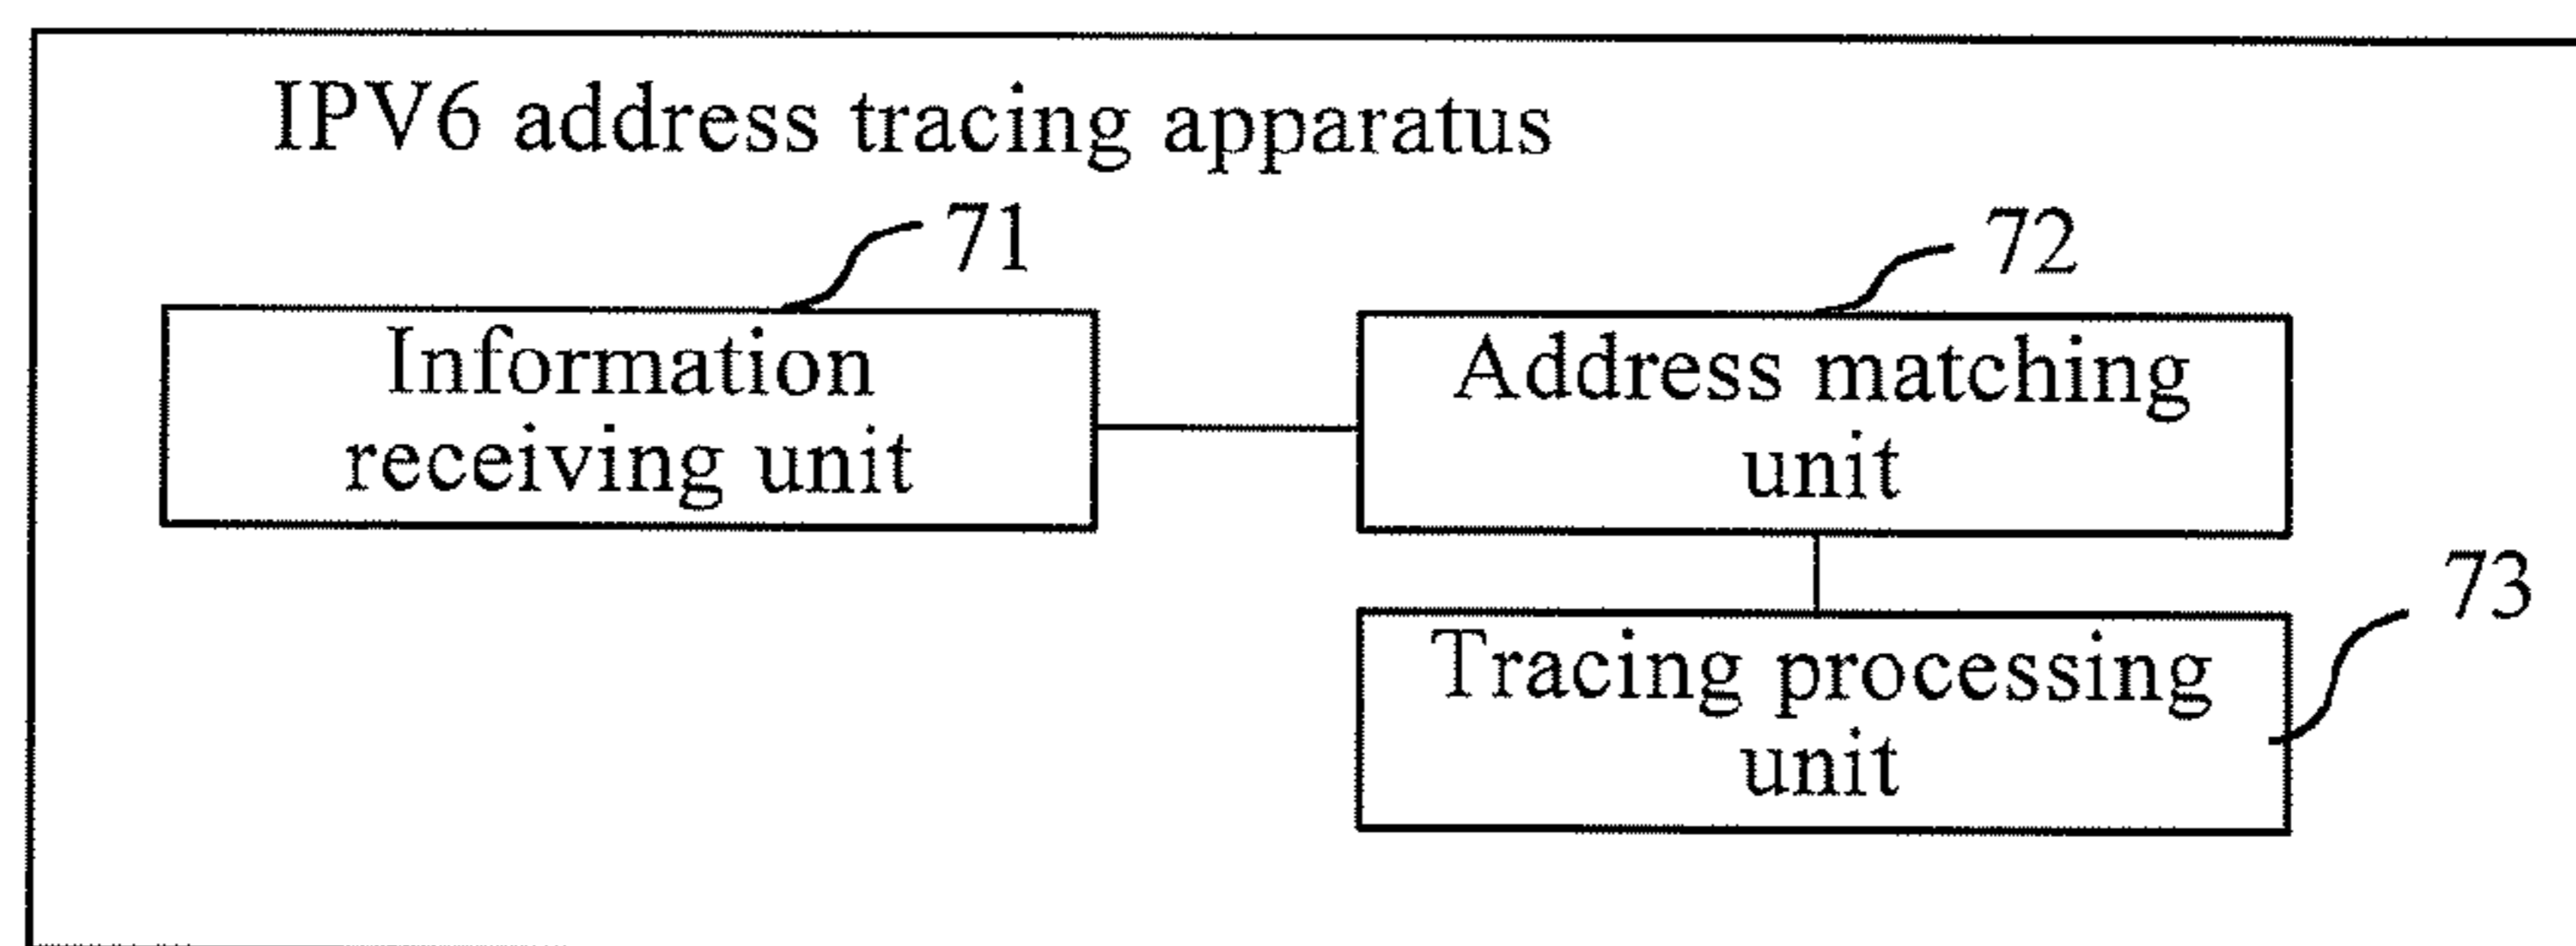 IPV6 address tracing apparatus
71
72
Information
receiving unit
Address matching
unit
73
Tracing processing
unit